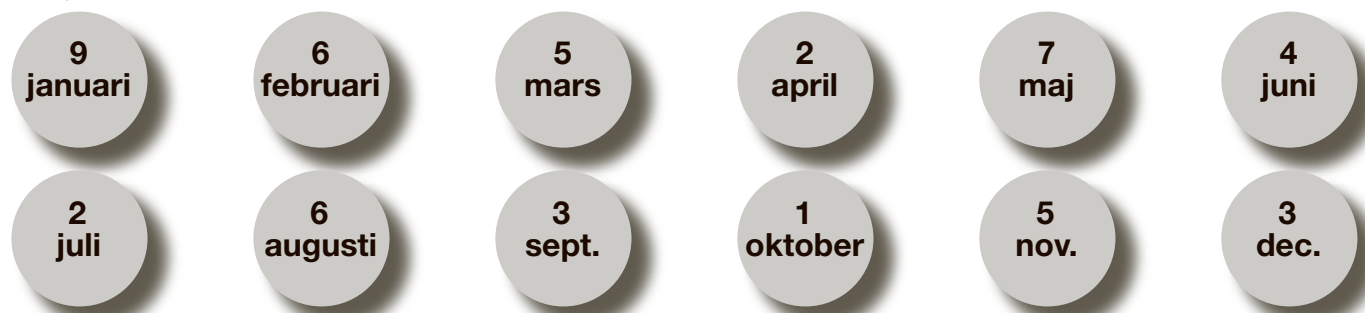 9
januari
6
februari
5
mars
2
april
7
maj
4
juni
2
juli
6
augusti
3
sept.
1
oktober
5
nov.
3
dec.